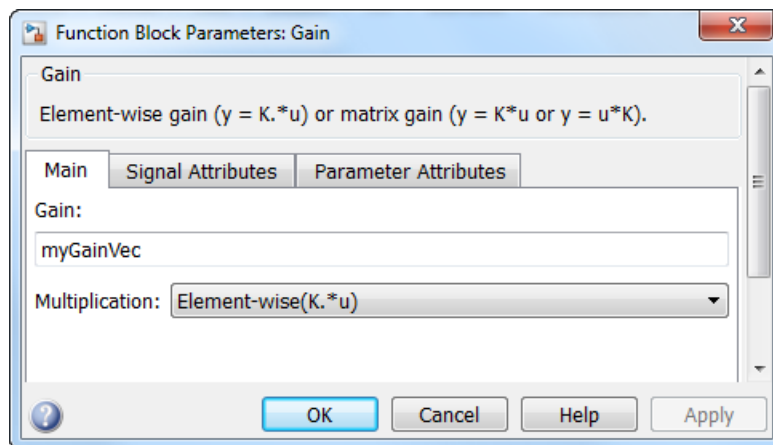 Function Block Parameters: Gain
Gain
Element-wise gain (y = K.*u) or matrix gain (y = K*u or y = u*K).
Main Signal Attributes Parameter Attributes
Gain:
myGainVec
Multiplication: Element-wise(K.*u)
? OK Cancel Help Apply